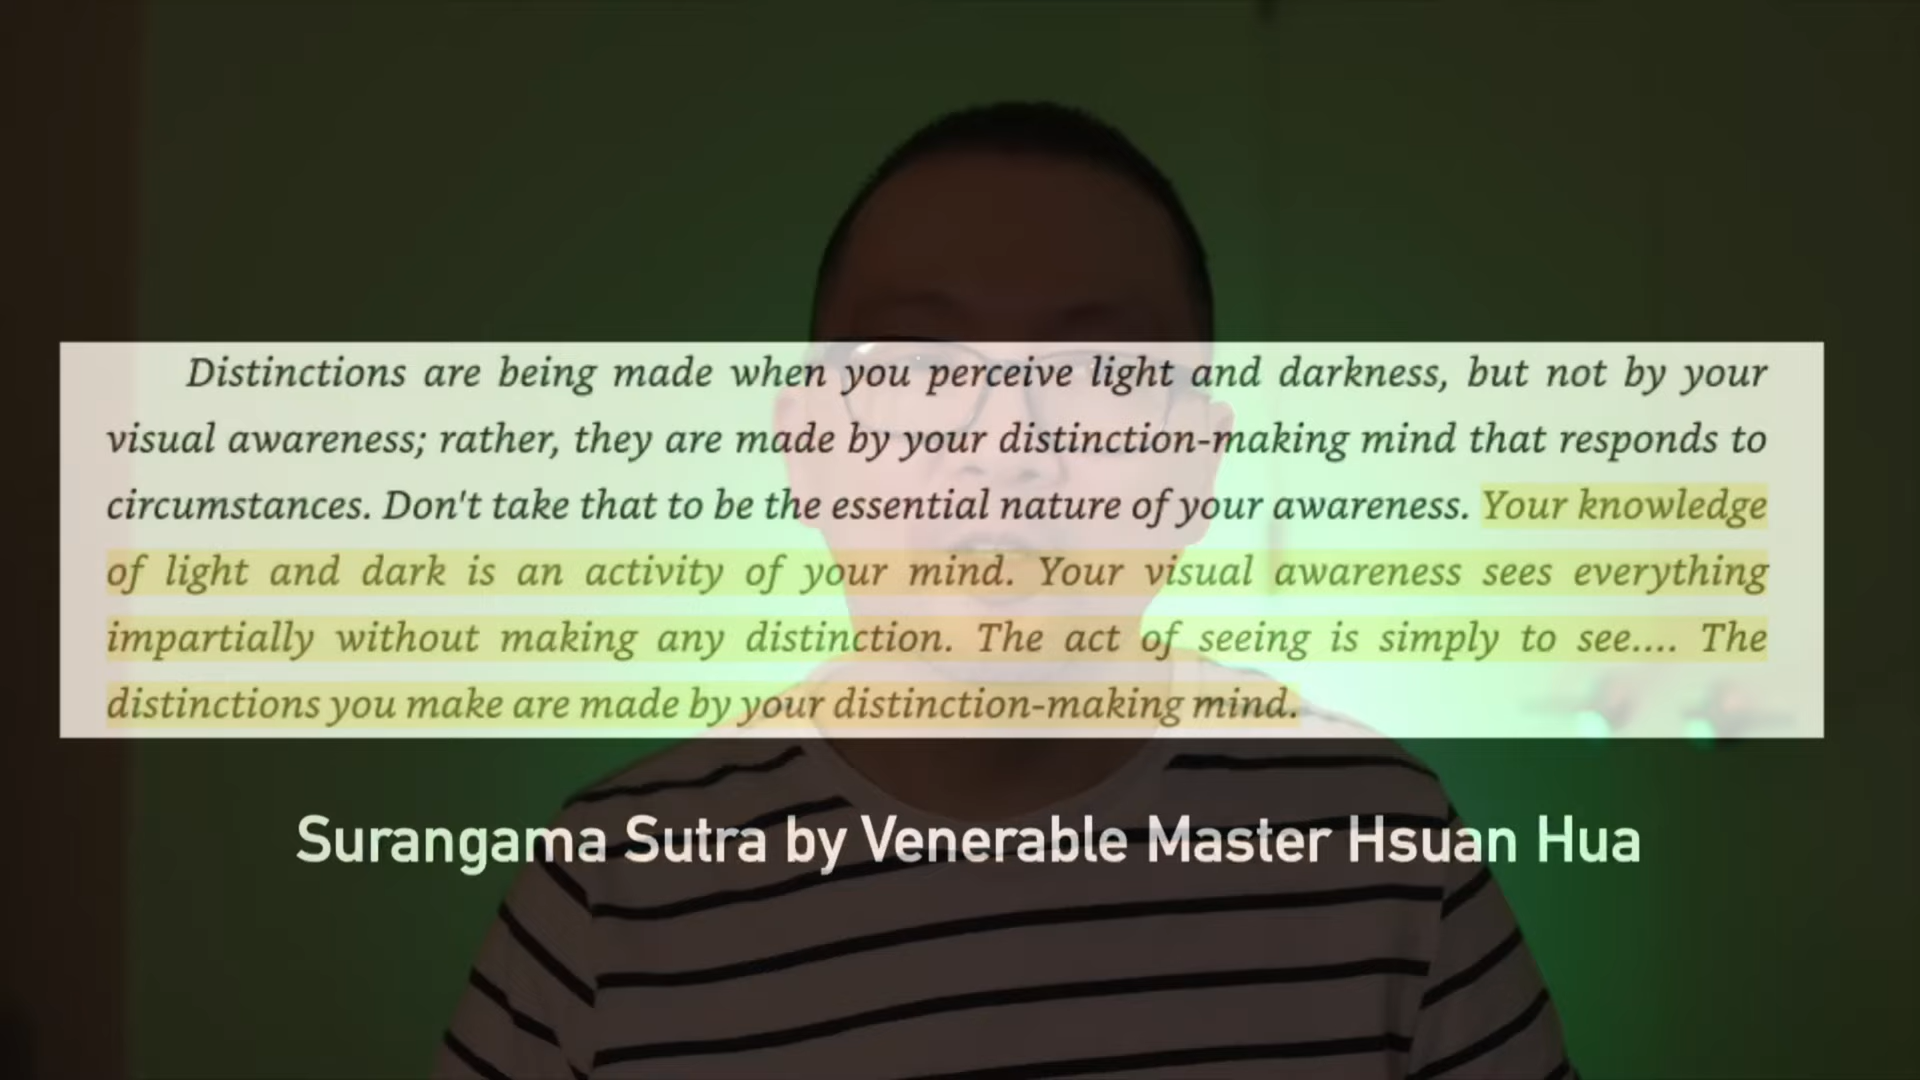 Distinctions are being made when you perceive light and darkness, but not by your
visual awareness; rather, they are made by your distinction-making mind that responds to
circumstances. Don't take that to be the essential nature of your awareness. Your knowledge
of light and dark is an activity of your mind. Your visual awareness sees everything
impartially without making any distinction. The act of seeing is simply to see.... The
distinctions you make are made by your distinction-making mind.
Surangama Sutra by Venerable Master Hsuan Hua